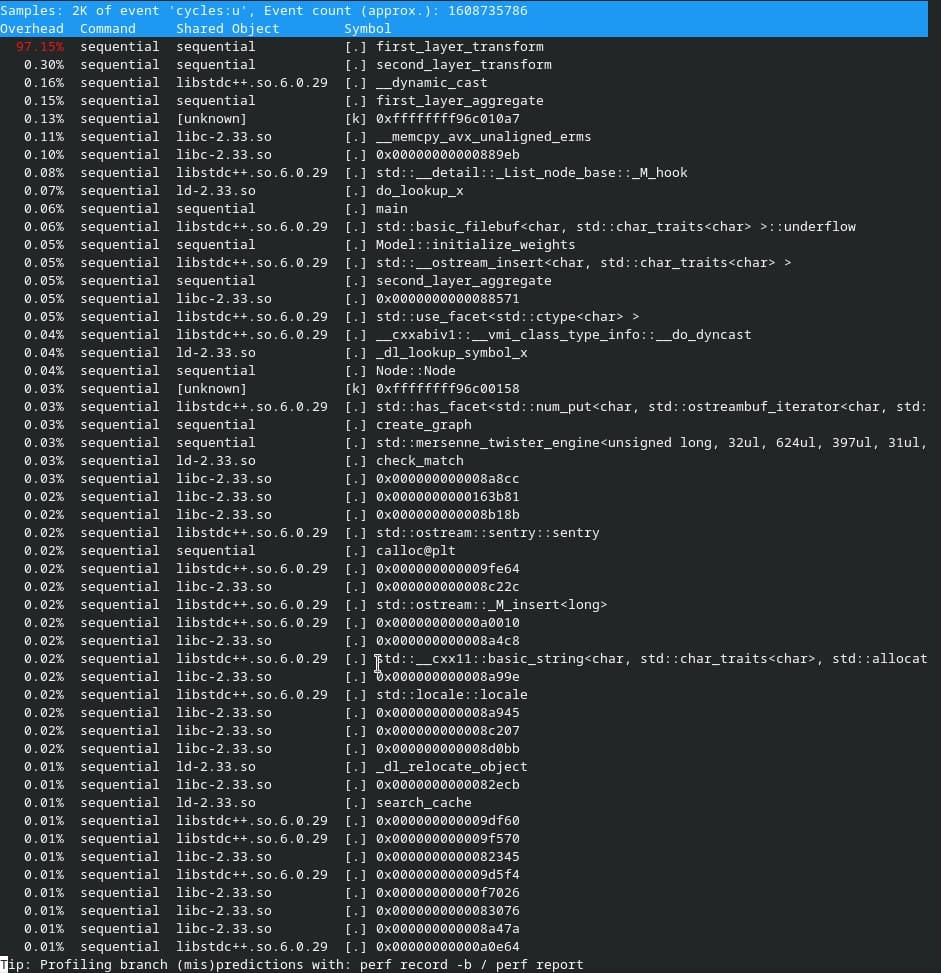 Samples: 2K of event 'cycles:u', Event count (approx.): 1608735786
Overhead  Command     Shared Object       Symbol
97.15%  sequential  sequential          [.] first_layer_transform
0.30%  sequential  sequential          [.] second_layer_transform
0.16%  sequential  libstdc++.so.6.0.29  [.] __dynamic_cast
0.15%  sequential  sequential          [.] first_layer_aggregate
0.13%  sequential  [unknown]           [k] 0xffffffff96c010a7
0.11%  sequential  libc-2.33.so        [.] __memcpy_avx_unaligned_erms
0.10%  sequential  libc-2.33.so        [.] 0x00000000000889eb
0.08%  sequential  libstdc++.so.6.0.29  [.] std::__detail::_List_node_base::_M_hook
0.07%  sequential  ld-2.33.so          [.] do_lookup_x
0.06%  sequential  sequential          [.] main
0.06%  sequential  libstdc++.so.6.0.29  [.] std::basic_filebuf<char, std::char_traits<char> >::underflow
0.05%  sequential  sequential          [.] Model::initialize_weights
0.05%  sequential  libstdc++.so.6.0.29  [.] std::__ostream_insert<char, std::char_traits<char> >
0.05%  sequential  sequential          [.] second_layer_aggregate
0.05%  sequential  libc-2.33.so        [.] 0x0000000000088571
0.05%  sequential  libstdc++.so.6.0.29  [.] std::use_facet<std::ctype<char> >
0.04%  sequential  libstdc++.so.6.0.29  [.] __cxxabiv1::__vmi_class_type_info::__do_dyncast
0.04%  sequential  ld-2.33.so          [.] _dl_lookup_symbol_x
0.04%  sequential  sequential          [.] Node::Node
0.03%  sequential  [unknown]           [k] 0xffffffff96c00158
0.03%  sequential  libstdc++.so.6.0.29  [.] std::has_facet<std::num_put<char, std::ostreambuf_iterator<char, std:
0.03%  sequential  sequential          [.] create_graph
0.03%  sequential  sequential          [.] std::mersenne_twister_engine<unsigned long, 32ul, 624ul, 397ul, 31ul,
0.03%  sequential  ld-2.33.so          [.] check_match
0.03%  sequential  libc-2.33.so        [.] 0x000000000008a8cc
0.02%  sequential  libc-2.33.so        [.] 0x0000000000163b81
0.02%  sequential  libc-2.33.so        [.] 0x000000000008b18b
0.02%  sequential  libstdc++.so.6.0.29  [.] std::ostream::sentry::sentry
0.02%  sequential  sequential          [.] calloc@plt
0.02%  sequential  libstdc++.so.6.0.29  [.] 0x000000000009fe64
0.02%  sequential  libc-2.33.so        [.] 0x000000000008c22c
0.02%  sequential  libstdc++.so.6.0.29  [.] std::ostream::_M_insert<long>
0.02%  sequential  libstdc++.so.6.0.29  [.] 0x00000000000a0010
0.02%  sequential  libc-2.33.so        [.] 0x000000000008a4c8
0.02%  sequential  libstdc++.so.6.0.29  [.] std::__cxx11::basic_string<char, std::char_traits<char>, std::allocat
0.02%  sequential  libc-2.33.so        [.] 0x000000000008a99e
0.02%  sequential  libstdc++.so.6.0.29  [.] std::locale::locale
0.02%  sequential  libc-2.33.so        [.] 0x000000000008a945
0.02%  sequential  libc-2.33.so        [.] 0x000000000008c207
0.02%  sequential  libc-2.33.so        [.] 0x000000000008d0bb
0.01%  sequential  ld-2.33.so          [.] _dl_relocate_object
0.01%  sequential  libc-2.33.so        [.] 0x0000000000082ecb
0.01%  sequential  ld-2.33.so          [.] search_cache
0.01%  sequential  libstdc++.so.6.0.29  [.] 0x000000000009df60
0.01%  sequential  libstdc++.so.6.0.29  [.] 0x000000000009f570
0.01%  sequential  libc-2.33.so        [.] 0x0000000000082345
0.01%  sequential  libstdc++.so.6.0.29  [.] 0x000000000009d5f4
0.01%  sequential  libc-2.33.so        [.] 0x00000000000f7026
0.01%  sequential  libc-2.33.so        [.] 0x0000000000083076
0.01%  sequential  libc-2.33.so        [.] 0x000000000008a47a
0.01%  sequential  libstdc++.so.6.0.29  [.] 0x00000000000a0e64
Tip: Profiling branch (mis)predictions with: perf record -b / perf report